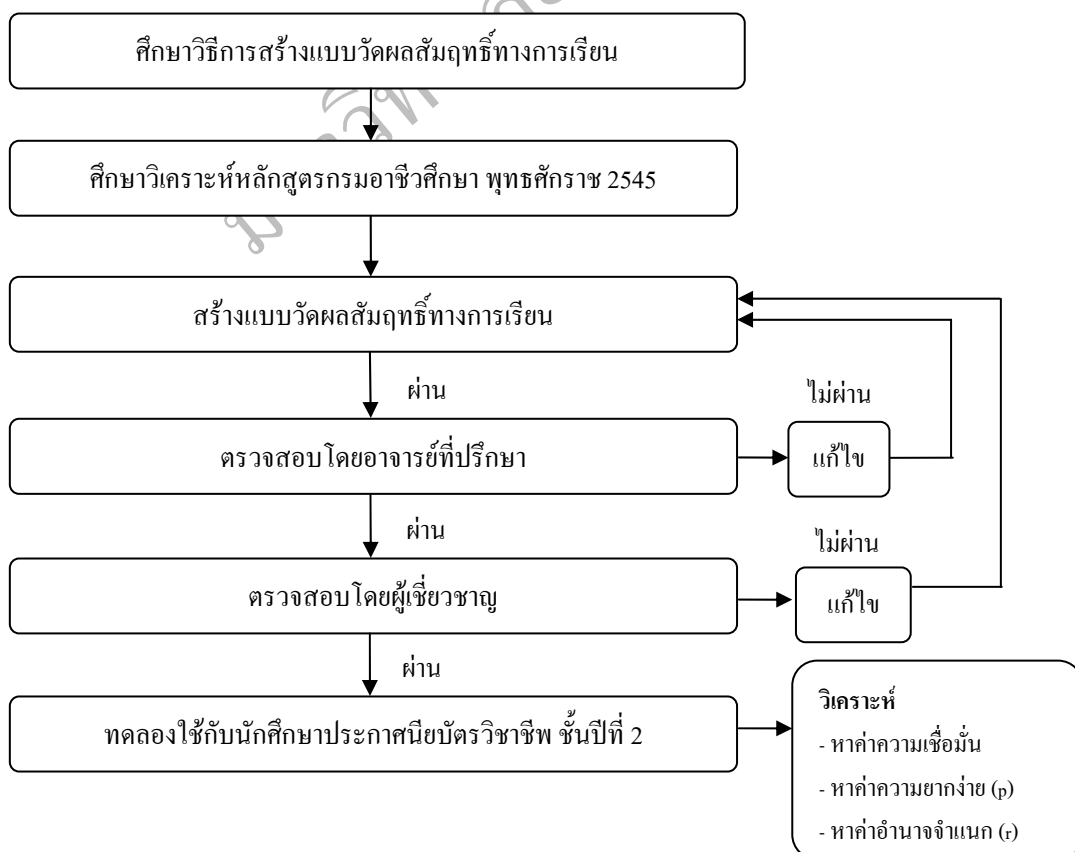 ศึกษาวิธีการสร้างแบบวัดผลสัมฤทธิ์ทางการเรียน
ศึกษาวิเคราะห์หลักสูตรกรมอาชีวศึกษา พุทธศักราช 2545
สร้างแบบวัดผลสัมฤทธิ์ทางการเรียน
ผ่าน
ไม่ผ่าน
ตรวจสอบโดยอาจารย์ที่ปรึกษา
แก้ไข
ผ่าน
ไม่ผ่าน
ตรวจสอบโดยผู้เชี่ยวชาญ
แก้ไข
ผ่าน
ทดลองใช้กับนักศึกษาประกาศนียบัตรวิชาชีพ ชั้นปีที่ 2
วิเคราะห์
- หาค่าความเชื่อมั่น
- หาค่าความยากง่าย (p)
- หาค่าอำนาจจำแนก (r)